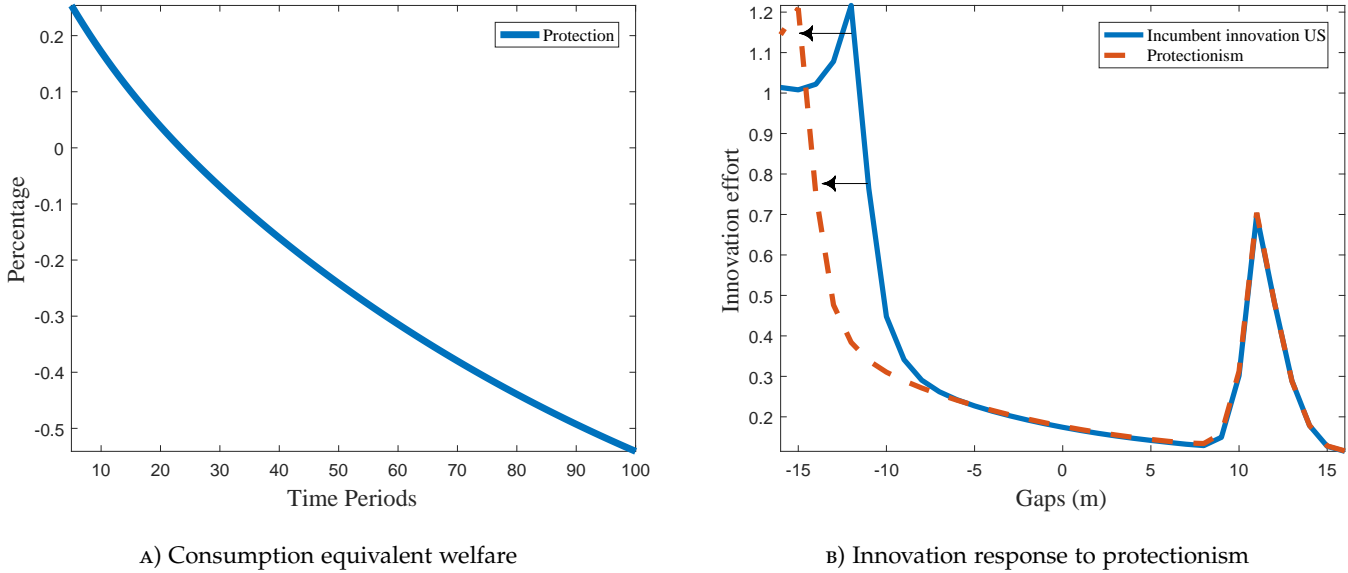 0.2
0.1
0
-0.1
-0.2
-0.3
-0.4
-0.5
Percentage
10 20 30 40 50 60 70 80 90 100
Time Periods
Protection
A) Consumption equivalent welfare
1.2
1.1
1
0.9
0.8
0.7
0.6
0.5
0.4
0.3
0.2
Innovation effort
-15 -10 -5 0 5 10 15
Gaps (m)
Incumbent innovation US
Protectionism
B) Innovation response to protectionism